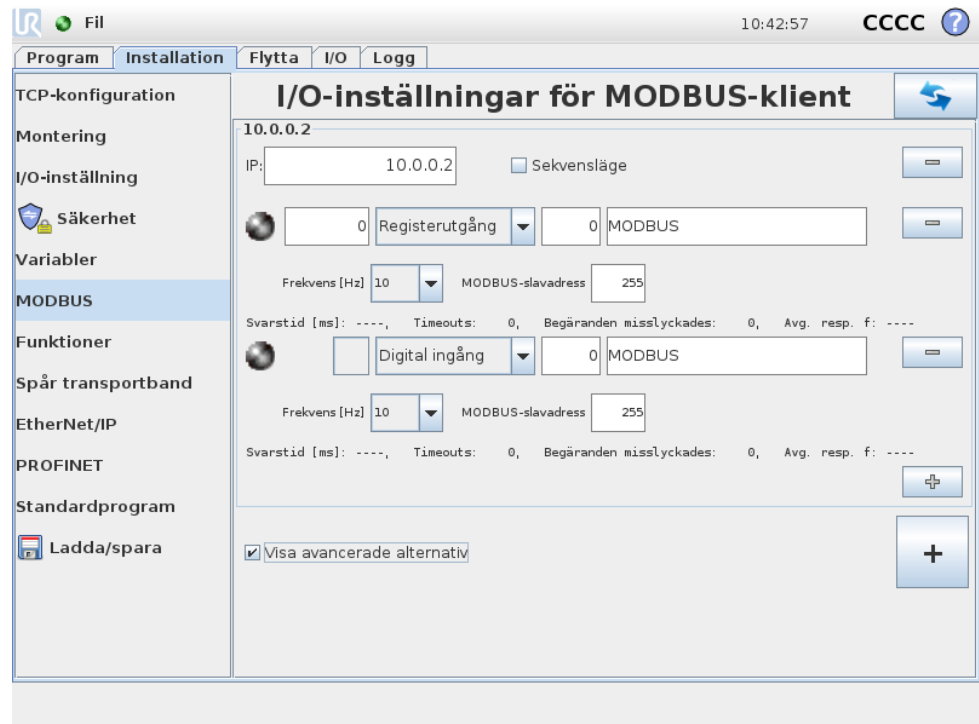 UR Fil 10:42:57 CCCC ?
Program Installation Flytta I/O Logg
TCP-konfiguration
Montering
I/O-inställning
Säkerhet
Variabler
MODBUS
Funktioner
Spår transportband
EtherNet/IP
PROFINET
Standardprogram
Ladda/spara
I/O-inställningar för MODBUS-klient
10.0.0.2
IP: 10.0.0.2 Sekvensläge
0 Registerutgång 0 MODBUS
Frekvens [Hz] 10 MODBUS-slavadress 255
Svarstid [ms]: ----, Timeouts: 0, Begäranden misslyckades: 0, Avg. resp. f: ----
Digital ingång 0 MODBUS
Frekvens [Hz] 10 MODBUS-slavadress 255
Svarstid [ms]: ----, Timeouts: 0, Begäranden misslyckades: 0, Avg. resp. f: ----
Visa avancerade alternativ +